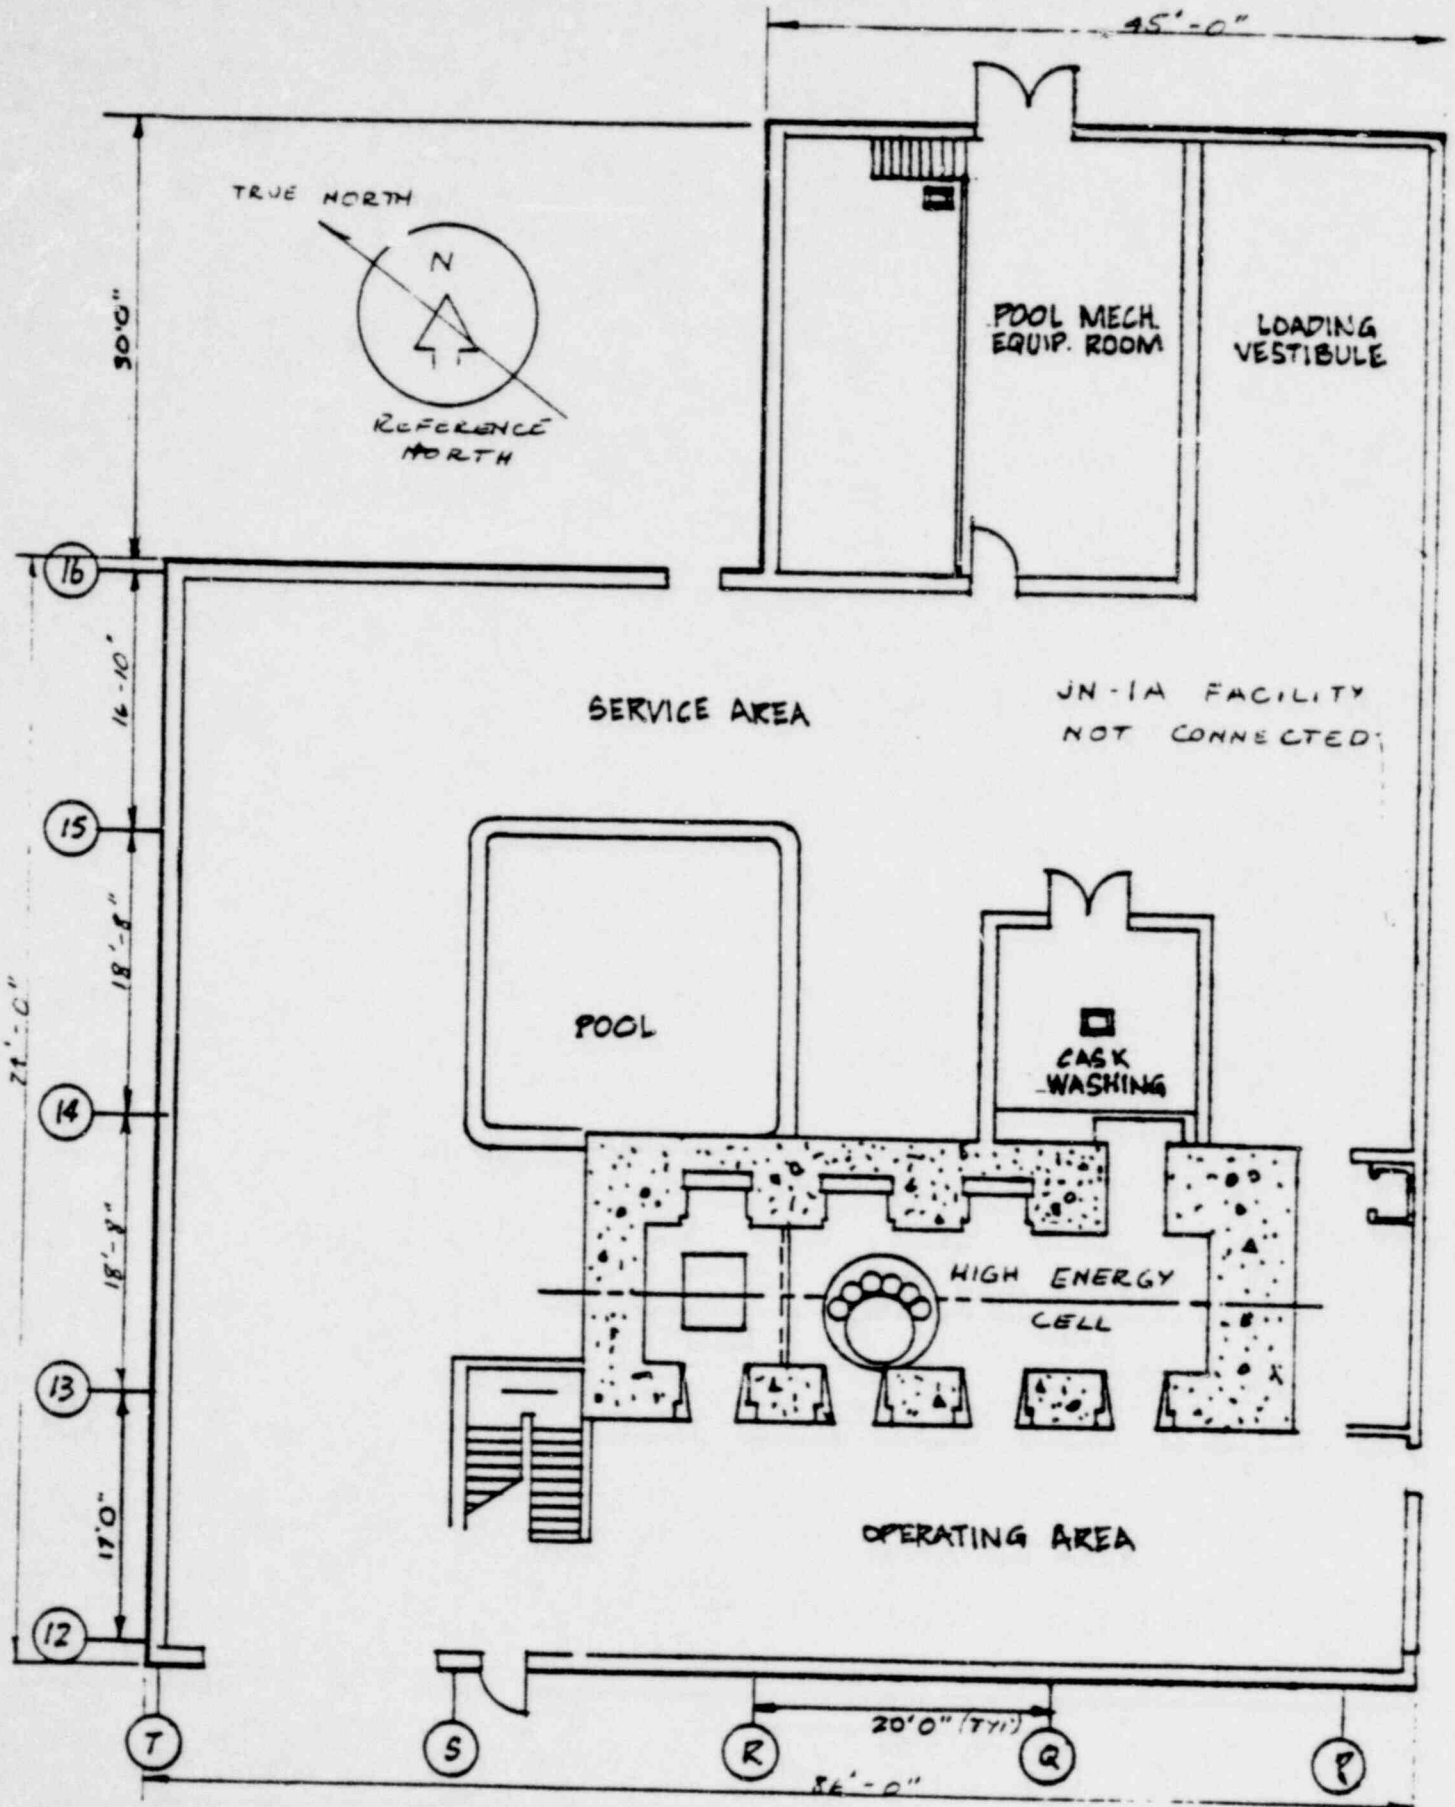 45'-0"
TRUE NORTH
N
REFERENCE
NORTH
30'0"
POOL MECH.
EQUIP. ROOM
LOADING
VESTIBULE
16
16-10"
SERVICE AREA
JN-1A FACILITY
NOT CONNECTED
15
18'-8"
POOL
CASK
WASHING
14
18'-8"
HIGH ENERGY
CELL
13
17'0"
OPERATING AREA
12
T
S
R
20'0" (TYP)
Q
P